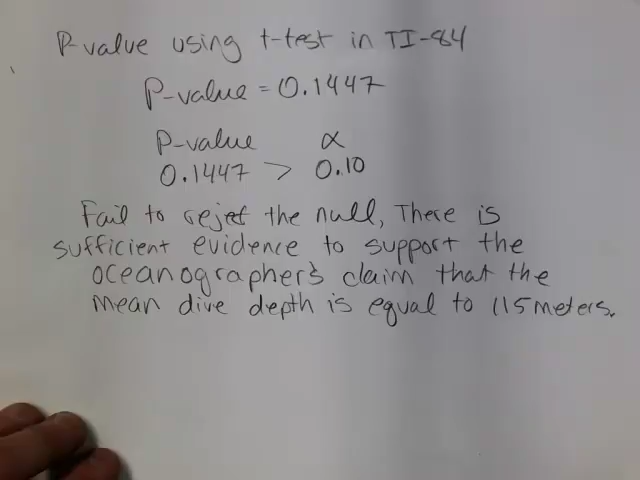 P-value using t-test in TI-84
P-value = 0.1447
P-value α
0.1447 > 0.10
Fail to reject the null, There is
sufficient evidence to support the
oceanographer's claim that the
mean dive depth is equal to 115 meters.